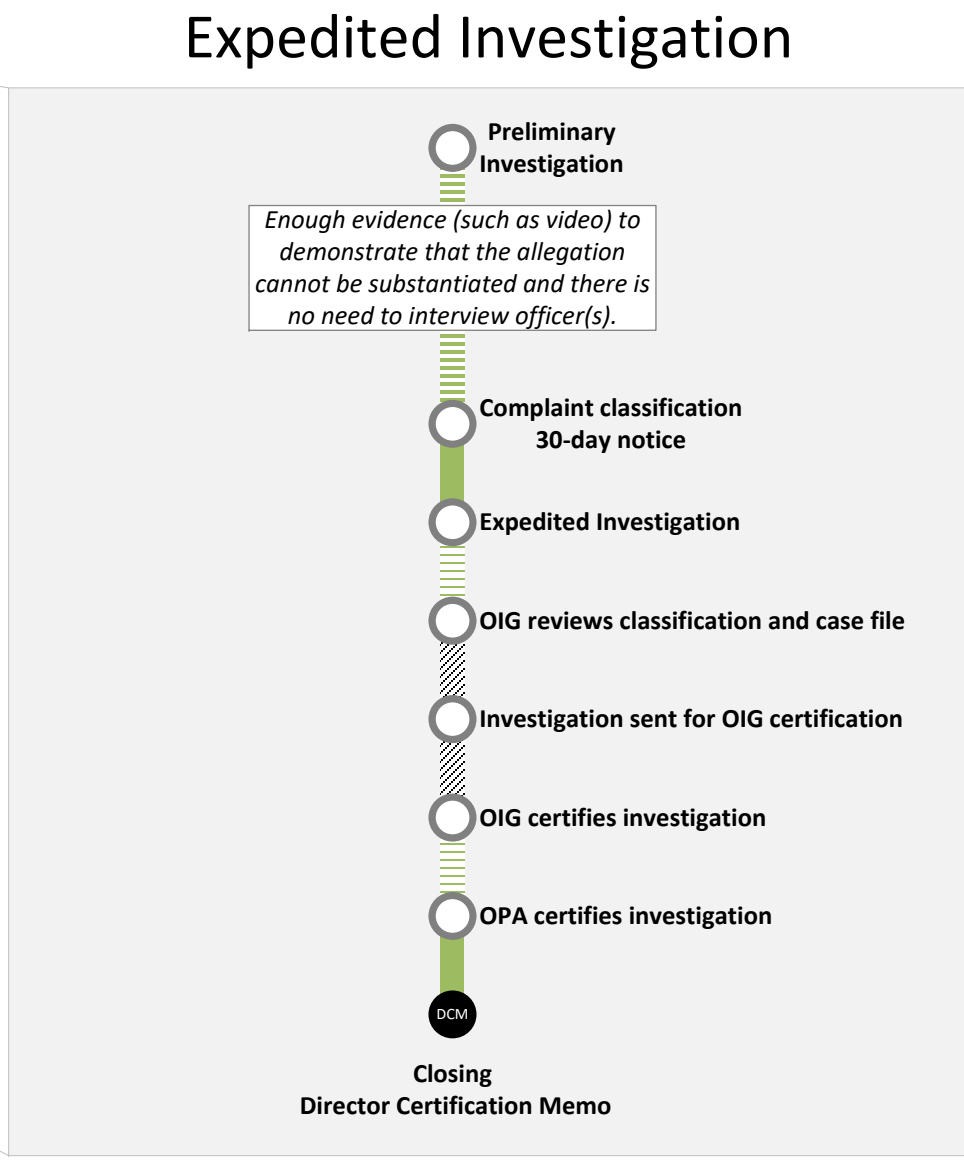 Expedited Investigation
Preliminary
Investigation
Enough evidence (such as video) to
demonstrate that the allegation
cannot be substantiated and there is
no need to interview officer(s).
Complaint classification
30-day notice
Expedited Investigation
OIG reviews classification and case file
Investigation sent for OIG certification
OIG certifies investigation
OPA certifies investigation
DCM
Closing
Director Certification Memo